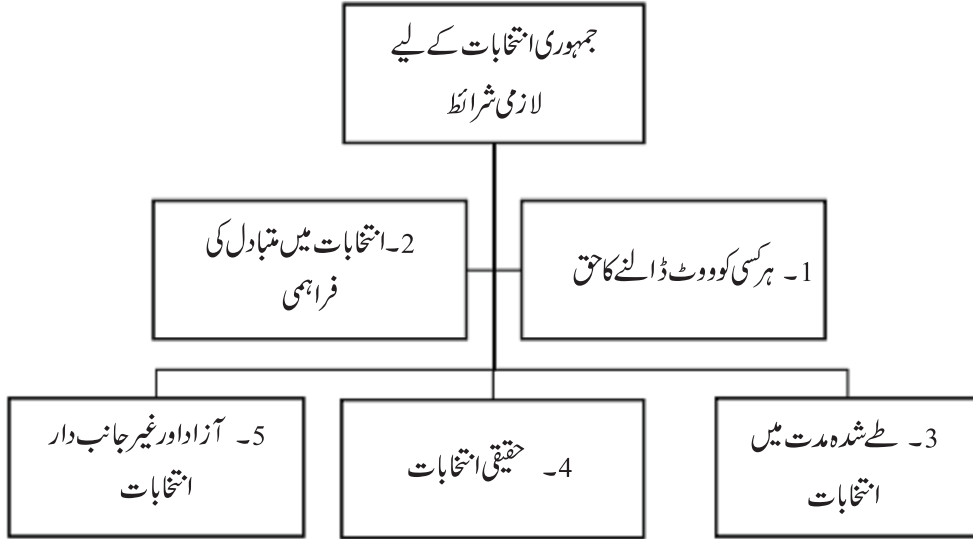 جمہوری انتخابات کے لیے
لازمی شرائط
1۔ ہر کسی کو ووٹ ڈالنے کا حق
2۔ انتخابات میں متبادل کی
فراہمی
3۔ طے شدہ مدت میں
انتخابات
4۔ حقیقی انتخابات
5۔ آزاد اور غیر جانب دار
انتخابات